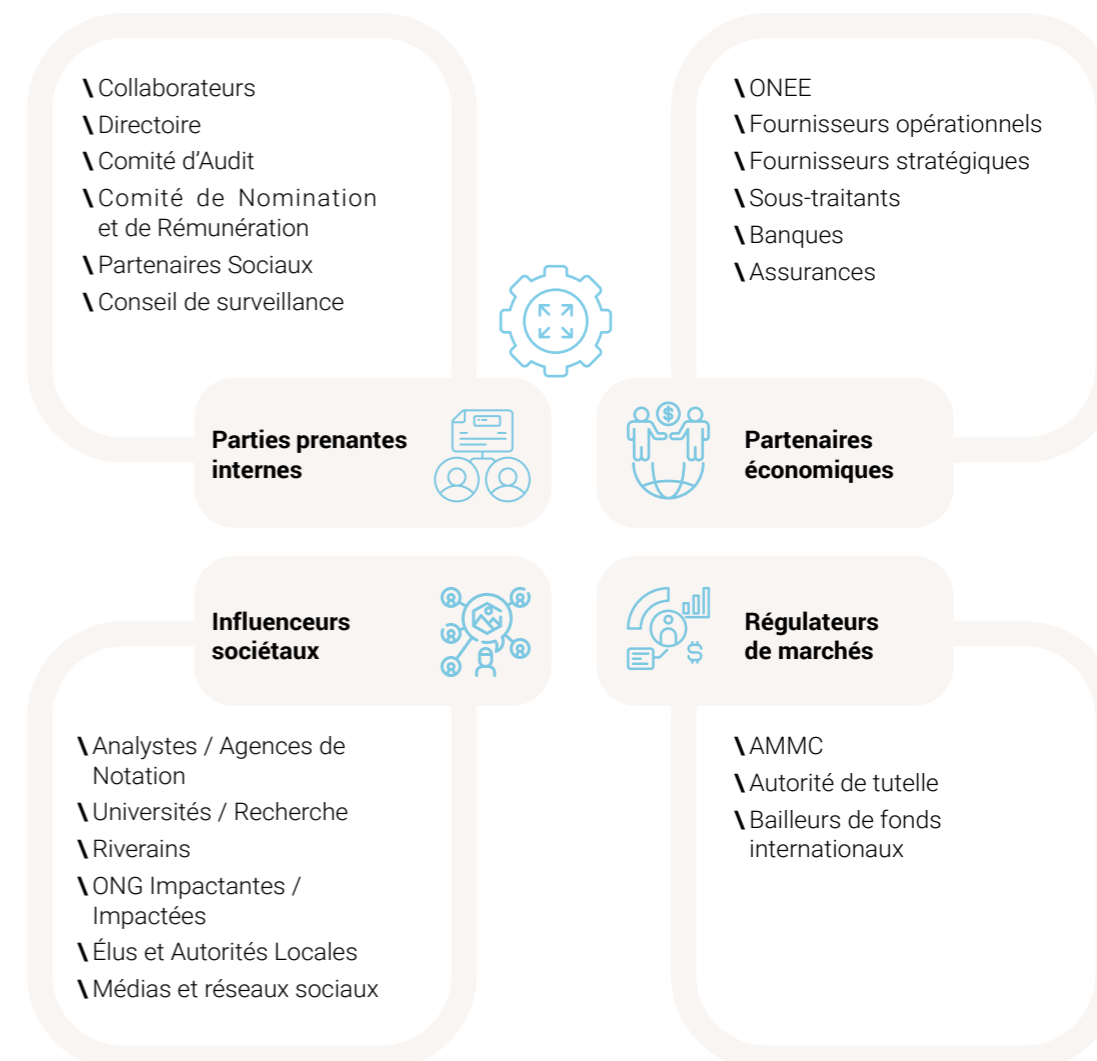 \ Collaborateurs
\ Directoire
\ Comité d'Audit
\ Comité de Nomination
et de Rémunération
\ Partenaires Sociaux
\ Conseil de surveillance
Parties prenantes
internes
\ ONEE
\ Fournisseurs opérationnels
\ Fournisseurs stratégiques
\ Sous-traitants
\ Banques
\ Assurances
$
Partenaires
économiques
Influenceurs
sociétaux
\ Analystes / Agences de
Notation
\ Universités / Recherche
\ Riverains
\ ONG Impactantes /
Impactées
\ Élus et Autorités Locales
\ Médias et réseaux sociaux
$
Régulateurs
de marchés
\ AMMC
\ Autorité de tutelle
\ Bailleurs de fonds
internationaux